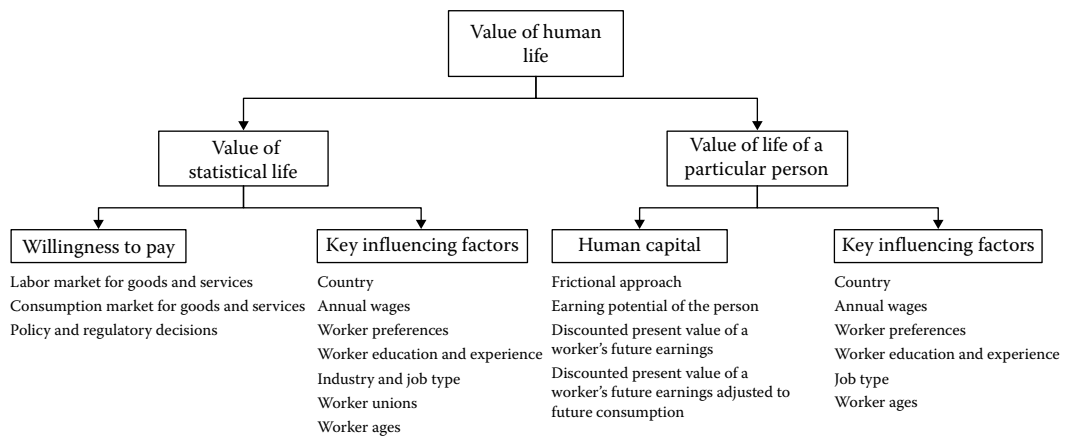 Value of human
life
Value of
statistical life
Value of life of a
particular person
Willingness to pay
Labor market for goods and services
Consumption market for goods and services
Policy and regulatory decisions
Key influencing factors
Country
Annual wages
Worker preferences
Worker education and experience
Industry and job type
Worker unions
Worker ages
Human capital
Frictional approach
Earning potential of the person
Discounted present value of a
worker's future earnings
Discounted present value of a
worker's future earnings adjusted to
future consumption
Key influencing factors
Country
Annual wages
Worker preferences
Worker education and experience
Job type
Worker ages